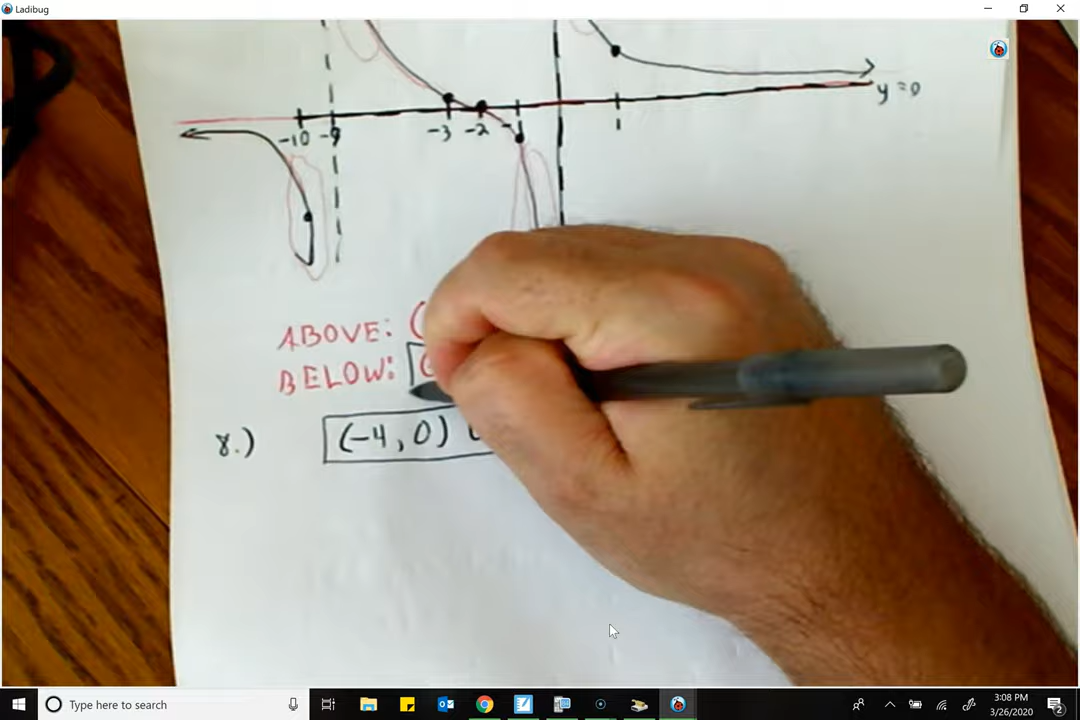 Ladibug
y = 0
-10 -9 -3 -2 -1 1
ABOVE: (
BELOW: (
8.) (-4, 0) U
Type here to search
3:08 PM
3/26/2020
2